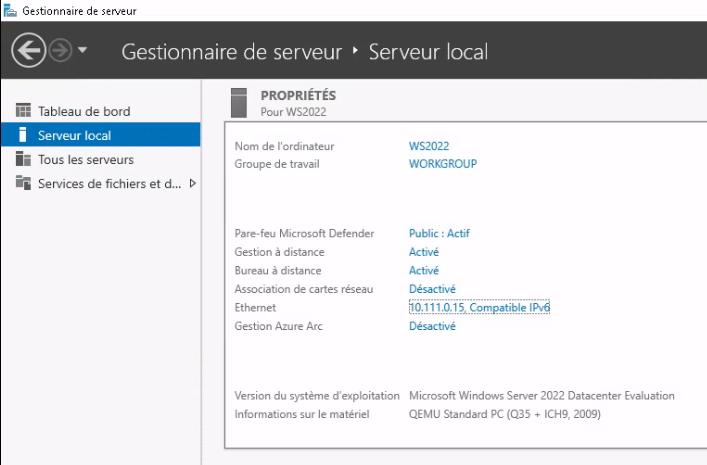 Gestionnaire de serveur
Gestionnaire de serveur ‣ Serveur local
Tableau de bord
Serveur local
Tous les serveurs
Services de fichiers et d...
PROPRIÉTÉS
Pour WS2022
Nom de l'ordinateur WS2022
Groupe de travail WORKGROUP
Pare-feu Microsoft Defender Public : Actif
Gestion à distance Activé
Bureau à distance Activé
Association de cartes réseau Désactivé
Ethernet 10.111.0.15, Compatible IPv6
Gestion Azure Arc Désactivé
Version du système d'exploitation Microsoft Windows Server 2022 Datacenter Evaluation
Informations sur le matériel QEMU Standard PC (Q35 + ICH9, 2009)